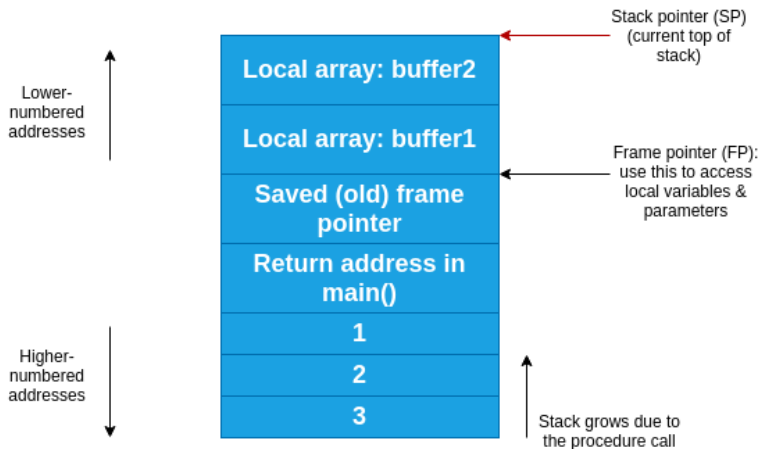 Stack pointer (SP)
(current top of
stack)
Local array: buffer2
Lower-
numbered
addresses
Local array: buffer1
Frame pointer (FP):
use this to access
local variables &
parameters
Saved (old) frame
pointer
Return address in
main()
1
2
3
Higher-
numbered
addresses
Stack grows due to
the procedure call